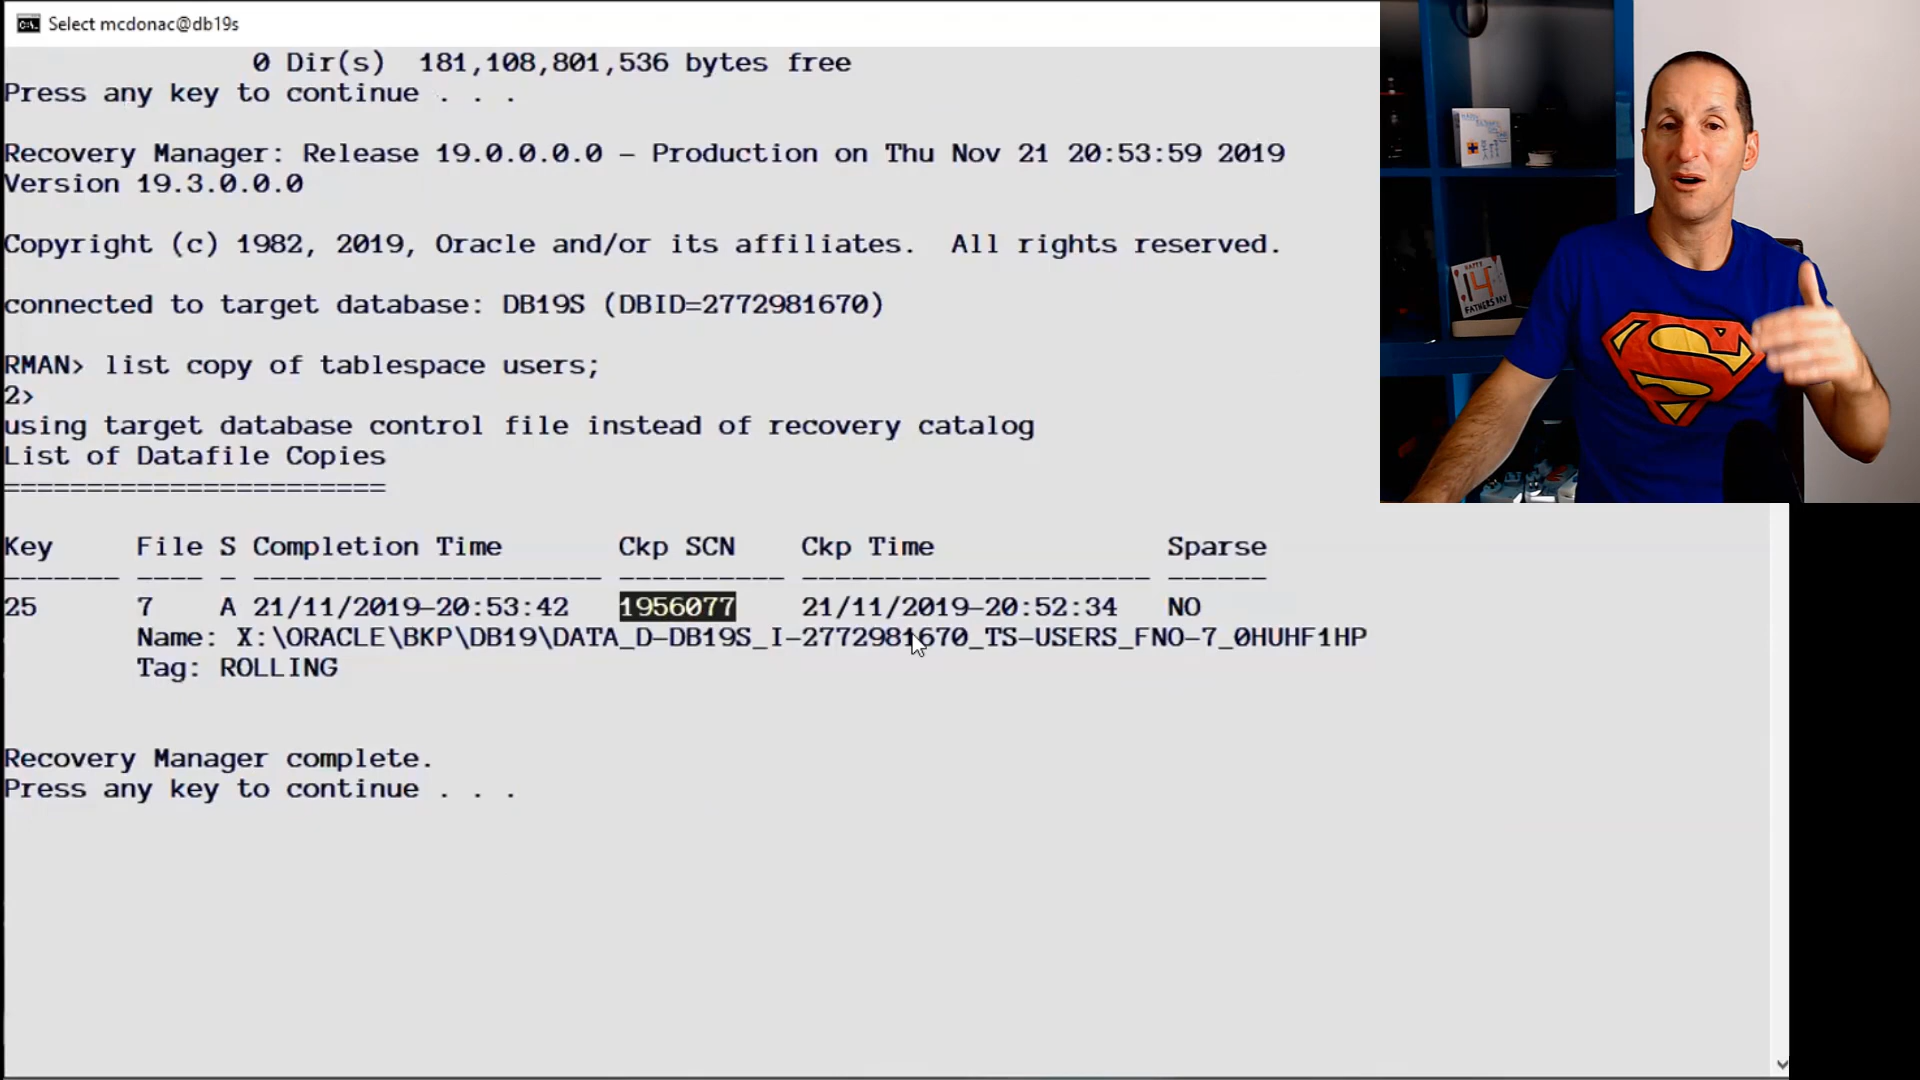 Select mcdonac@db19s
0 Dir(s)  181,108,801,536 bytes free
Press any key to continue . . .
Recovery Manager: Release 19.0.0.0.0 – Production on Thu Nov 21 20:53:59 2019
Version 19.3.0.0.0
Copyright (c) 1982, 2019, Oracle and/or its affiliates.  All rights reserved.
connected to target database: DB19S (DBID=2772981670)
RMAN> list copy of tablespace users;
2>
using target database control file instead of recovery catalog
List of Datafile Copies
=======================
Key     File S Completion Time       Ckp SCN    Ckp Time              Sparse
------- ---- - --------------------- ---------- --------------------- ------
25      7    A 21/11/2019-20:53:42   1956077    21/11/2019-20:52:34   NO
Name: X:\ORACLE\BKP\DB19\DATA_D-DB19S_I-2772981670_TS-USERS_FNO-7_0HUHF1HP
Tag: ROLLING
Recovery Manager complete.
Press any key to continue . . .
HAPPY
14
FATHERS DAY
S